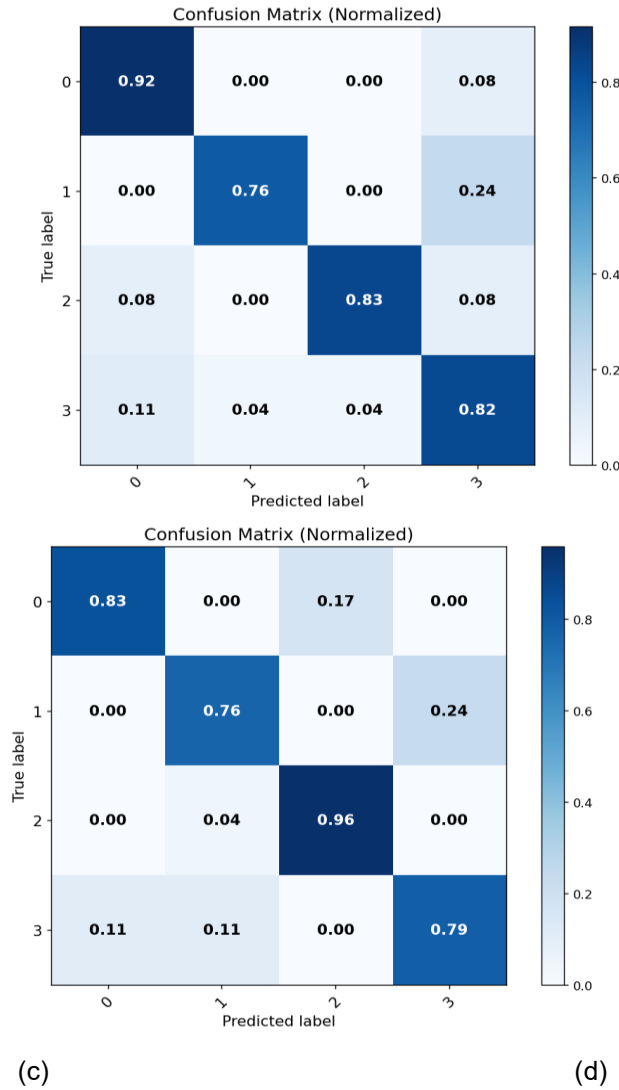 Confusion Matrix (Normalized)
0 0.92 0.00 0.00 0.08
1 0.00 0.76 0.00 0.24
2 0.08 0.00 0.83 0.08
3 0.11 0.04 0.04 0.82
0 1 2 3
True label
Predicted label
0.8
0.6
0.4
0.2
0.0
Confusion Matrix (Normalized)
0 0.83 0.00 0.17 0.00
1 0.00 0.76 0.00 0.24
2 0.00 0.04 0.96 0.00
3 0.11 0.11 0.00 0.79
0 1 2 3
True label
Predicted label
0.8
0.6
0.4
0.2
0.0
(c) (d)